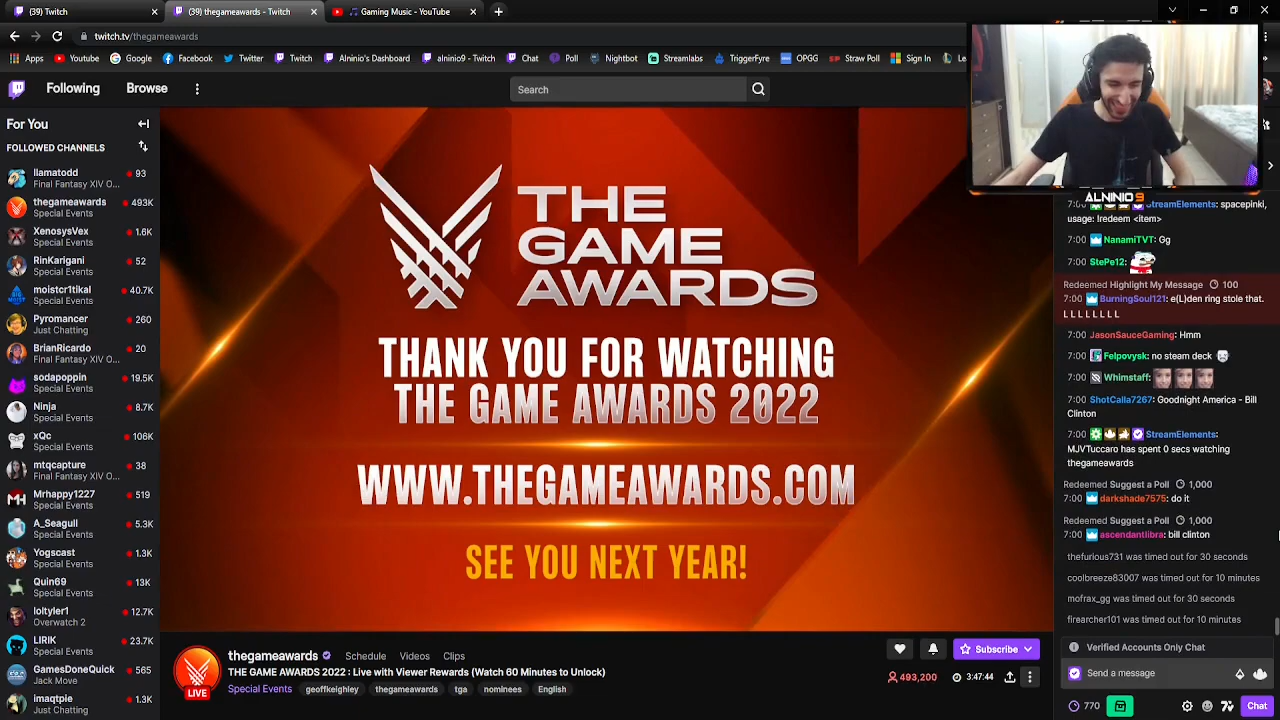 (39) Twitch
(39) thegameawards - Twitch
Gaming Music - YouTube
twitch.tv/thegameawards
Apps
Youtube
Google
Facebook
Twitter
Twitch
Alninio's Dashboard
alninio9 - Twitch
Chat
Poll
Nightbot
Streamlabs
TriggerFyre
OPGG
Straw Poll
Sign In
Following
Browse
Search
For You
FOLLOWED CHANNELS
llamatodd
93
Final Fantasy XIV O...
thegameawards
493K
Special Events
XenosysVex
1.6K
Special Events
RinKarigani
52
Special Events
moistcr1tikal
40.7K
Special Events
Pyromancer
260
Just Chatting
BrianRicardo
20
Final Fantasy XIV O...
sodapoppin
19.5K
Special Events
Ninja
8.7K
Special Events
xQc
106K
Special Events
mtqcapture
38
Special Events
Mrhappy1227
513
Special Events
A_Seagull
5.3K
Special Events
Yogscast
1.3K
Special Events
Quin69
13K
Special Events
loltyler1
12.7K
Overwatch 2
LIRIK
23.7K
Special Events
GamesDoneQuick
565
Jack Move
itmeJP
1.3K
Just Chatting
THE
GAME
AWARDS
THANK YOU FOR WATCHING
THE GAME AWARDS 2022
WWW.THEGAMEAWARDS.COM
SEE YOU NEXT YEAR!
LIVE
thegameawards
Schedule
Videos
Clips
THE GAME AWARDS 2022 : Live with Viewer Rewards (Watch 60 Minutes to Unlock)
Special Events
geoffkeighley
thegameawards
tga
nominees
English
Subscribe
493,200
3:47:44
ALNINIO9
7:00 StreamElements: spacepinki,
usage: !redeem <item>
7:00 NanamiTVT: Gg
7:00 StePe12:
Redeemed Highlight My Message 100
7:00 BurningSoul121: e(L)den ring stole that.
L L L L L L L L
7:00 JasonSauceGaming: Hmm
7:00 Felpovysk: no steam deck
7:00 Whimstaff:
7:00 ShotCalla7267: Goodnight America - Bill
Clinton
7:00 StreamElements:
MJVTuccaro has spent 0 secs watching
thegameawards
Redeemed Suggest a Poll 1,000
7:00 darkshade7575: do it
Redeemed Suggest a Poll 1,000
7:00 ascendantlibra: bill clinton
thefurious731 was timed out for 30 seconds
coolbreeze83007 was timed out for 10 minutes
mofrax_gg was timed out for 30 seconds
firearcher101 was timed out for 10 minutes
Verified Accounts Only Chat
Send a message
770
Chat